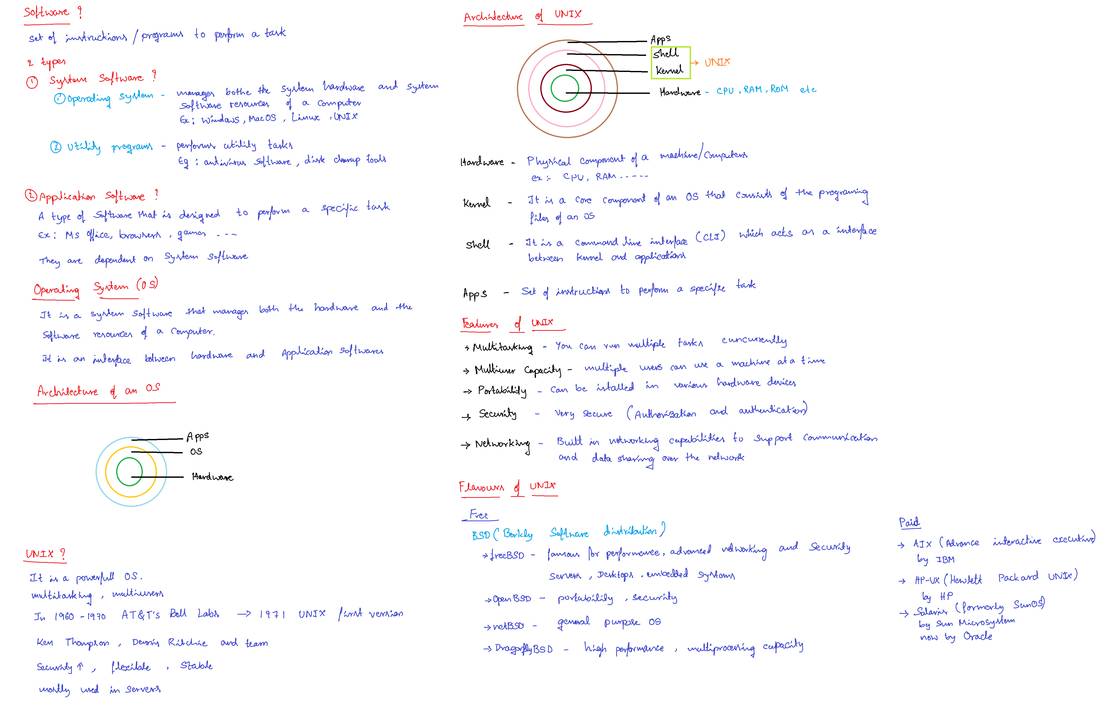 Software ?
set of instructions / programs to perform a task
2 types
① System Software ?
① Operating System - manages bothe the system hardware and system
software resources of a computer
Ex: Windows, MacOS, Linux, UNIX
② Utility programs - performs utility tasks
Eg : antivirus software, disk cleanup tools
② Application Software ?
A type of software that is designed to perform a specific task
ex: MS office, browsers, games ---
They are dependent on System software
Operating System (OS)
It is a system software that manages both the hardware and the
software resources of a computer.
It is an interface between hardware and Application softwares
Architecture of an OS
Apps
OS
Hardware
UNIX ?
It is a powerfull OS.
multitasking, multiusers
In 1960 - 1970 AT&T's Bell Labs → 1971 UNIX first version
Ken Thompson, Dennis Ritchie and team
Security ↑, flexible, Stable
mostly used in servers
Architecture of UNIX
Apps
Shell
Kernel
→ UNIX
Hardware - CPU, RAM, ROM etc
Hardware - Physical component of a machine/computers
ex :- CPU, RAM .....
Kernel - It is a core component of an OS that consists of the programing
files of an OS
Shell - It is a command line interface (CLI) which acts as a interface
between kernel and applications
Apps - Set of instructions to perform a specific task
Features of UNIX
→ Multitasking - You can run multiple tasks cuncurrently
→ Multiuser Capacity - multiple users can use a machine at a time
→ Portability - Can be istalled in various hardware devices
→ Security - Very secure (Authorization and authentication)
→ Networking - Built in networking capabilities to support communication
and data sharing over the network
Flavours of UNIX
Free
BSD (Berkly Software distribution)
→ freeBSD - famous for performance, advanced networking and security
servers, Desktops, embedded systems
→ OpenBSD - portability, security
→ netBSD - general purpose OS
→ DragonflyBSD - high performance, multiprocessing capacity
Paid
→ AIX (Advance interactive executive)
by IBM
→ HP-UX (Hewlett Packard UNIX)
by HP
→ Solaris (formerly SunOS)
by Sun MicroSystem
now by Oracle